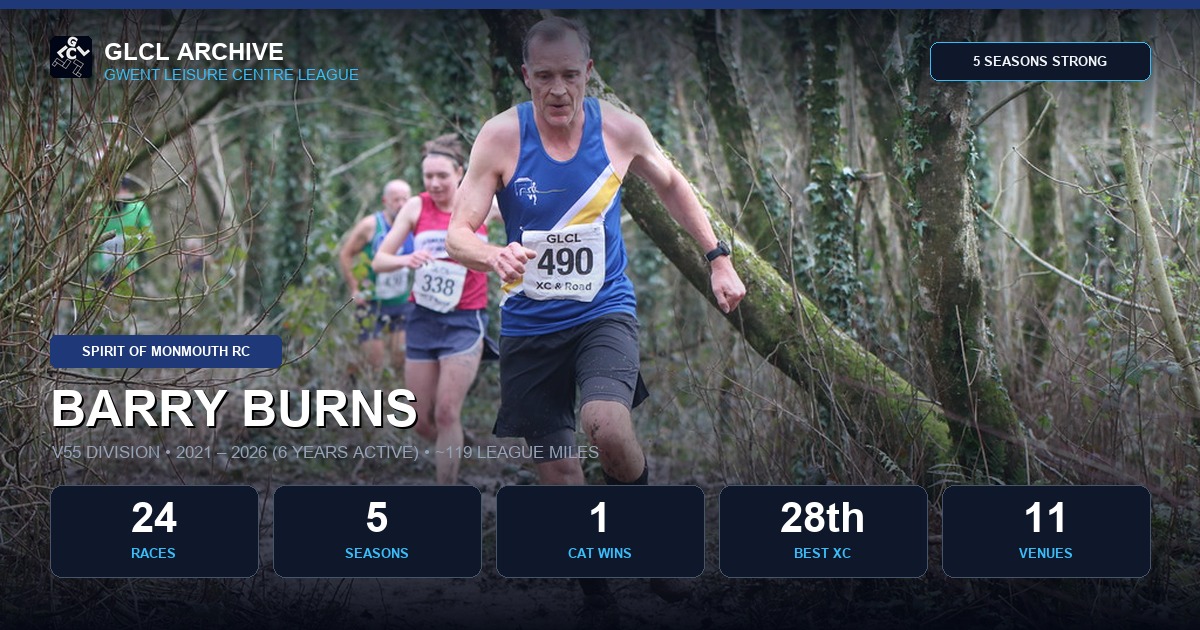 GLCL ARCHIVE
GWENT LEISURE CENTRE LEAGUE
5 SEASONS STRONG
GLCL
490
XC & Road
338
SPIRIT OF MONMOUTH RC
BARRY BURNS
V55 DIVISION • 2021 – 2026 (6 YEARS ACTIVE) • ~119 LEAGUE MILES
24
RACES
5
SEASONS
1
CAT WINS
28th
BEST XC
11
VENUES